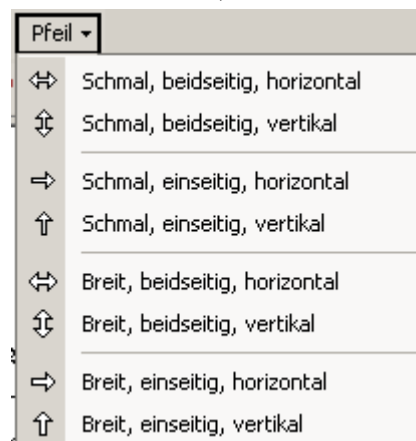 Pfeil
Schmal, beidseitig, horizontal
Schmal, beidseitig, vertikal
Schmal, einseitig, horizontal
Schmal, einseitig, vertikal
Breit, beidseitig, horizontal
Breit, beidseitig, vertikal
Breit, einseitig, horizontal
Breit, einseitig, vertikal